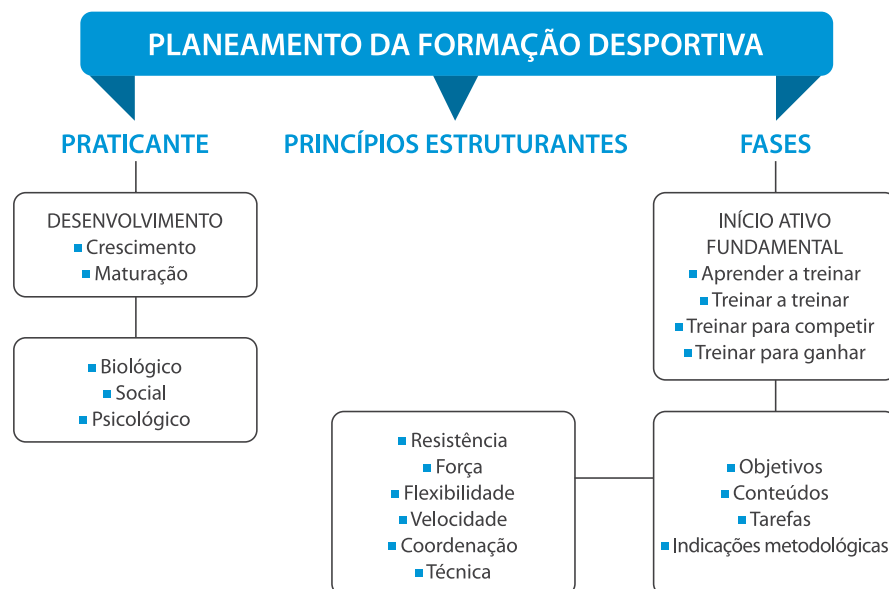 PLANEAMENTO DA FORMAÇÃO DESPORTIVA
PRATICANTE
DESENVOLVIMENTO
Crescimento
Maturação
Biológico
Social
Psicológico
PRINCÍPIOS ESTRUTURANTES
FASES
INÍCIO ATIVO
FUNDAMENTAL
Aprender a treinar
Treinar a treinar
Treinar para competir
Treinar para ganhar
Objetivos
Conteúdos
Tarefas
Indicações metodológicas
Resistência
Força
Flexibilidade
Velocidade
Coordenação
Técnica